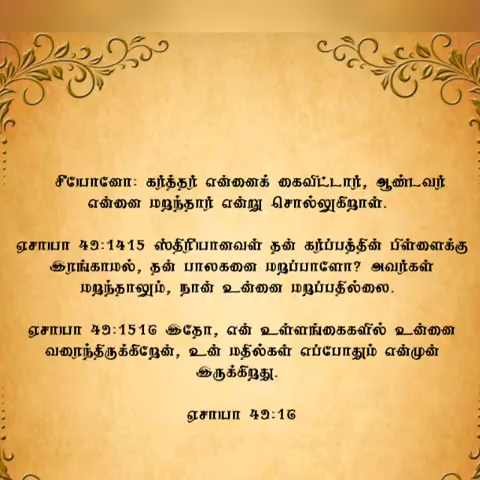 சீயோனோ: கர்த்தர் என்னைக் கைவிட்டார், ஆண்டவர்
என்னை மறந்தார் என்று சொல்லுகிறாள்.
ஏசாயா 49:1415 ஸ்திரீயானவள் தன் கர்ப்பத்தின் பிள்ளைக்கு
இரங்காமல், தன் பாலகனை மறப்பாளோ? அவர்கள்
மறந்தாலும், நான் உன்னை மறப்பதில்லை.
ஏசாயா 49:1516 இதோ, என் உள்ளங்கைகளில் உன்னை
வரைந்திருக்கிறேன், உன் மதில்கள் எப்போதும் என்முன்
இருக்கிறது.
ஏசாயா 49:16